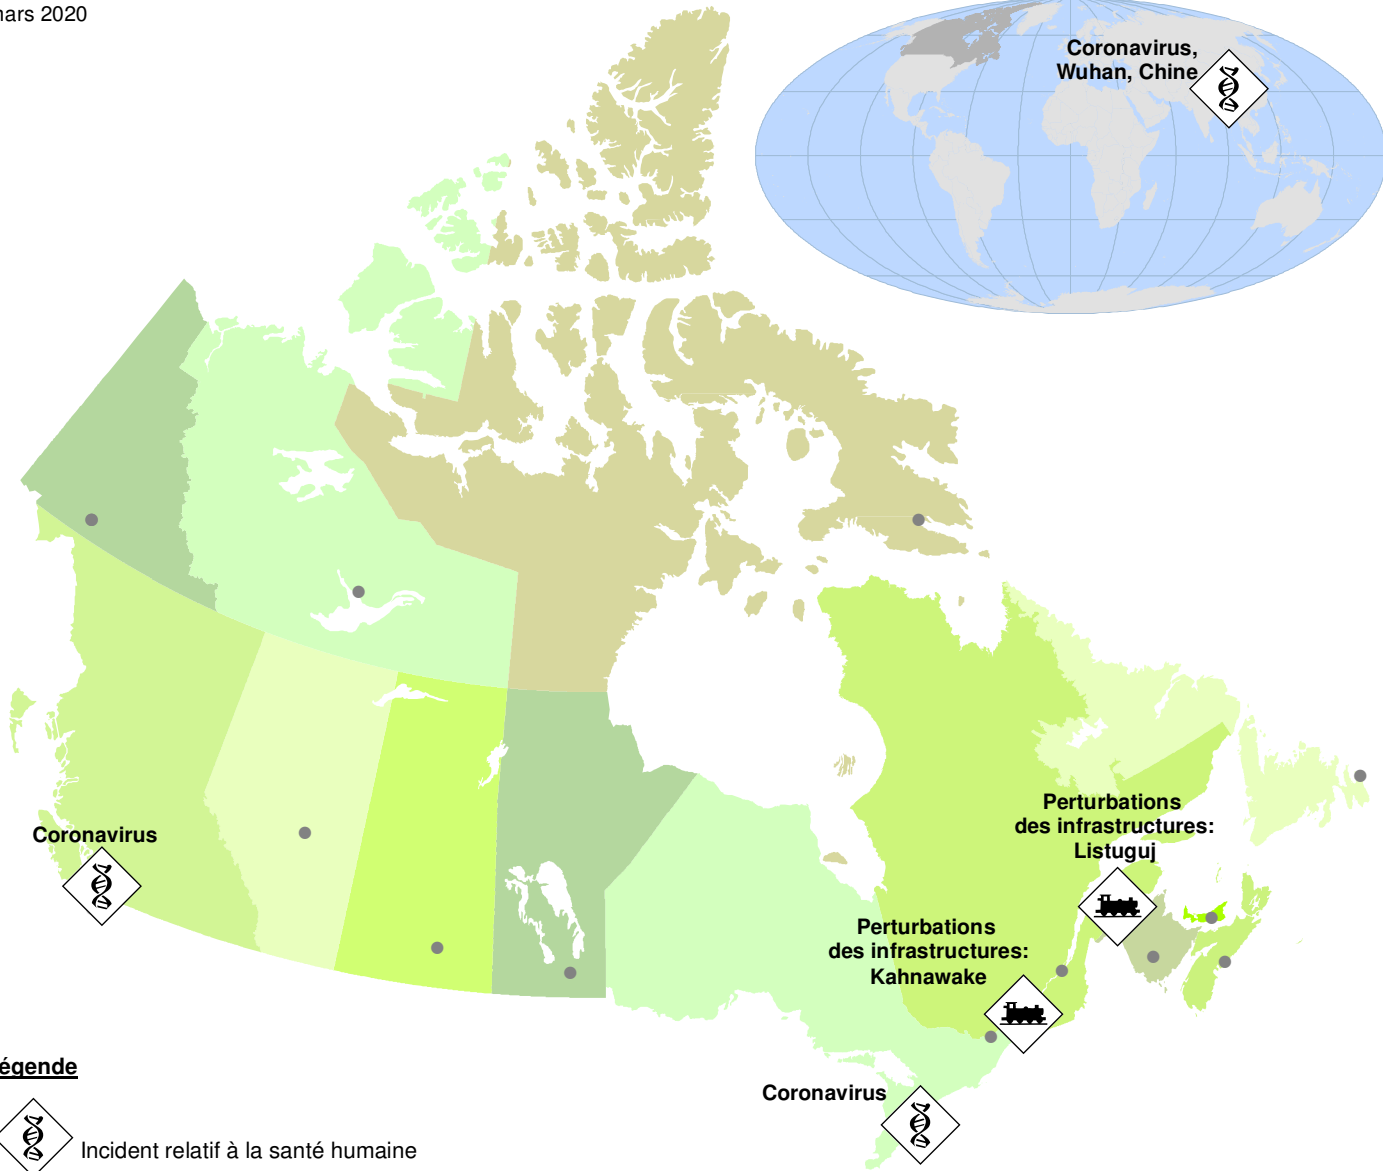 mars 2020
Coronavirus,
Wuhan, Chine
Coronavirus
Perturbations
des infrastructures:
Listuguj
Perturbations
des infrastructures:
Kahnawake
Coronavirus
égende
Incident relatif à la santé humaine